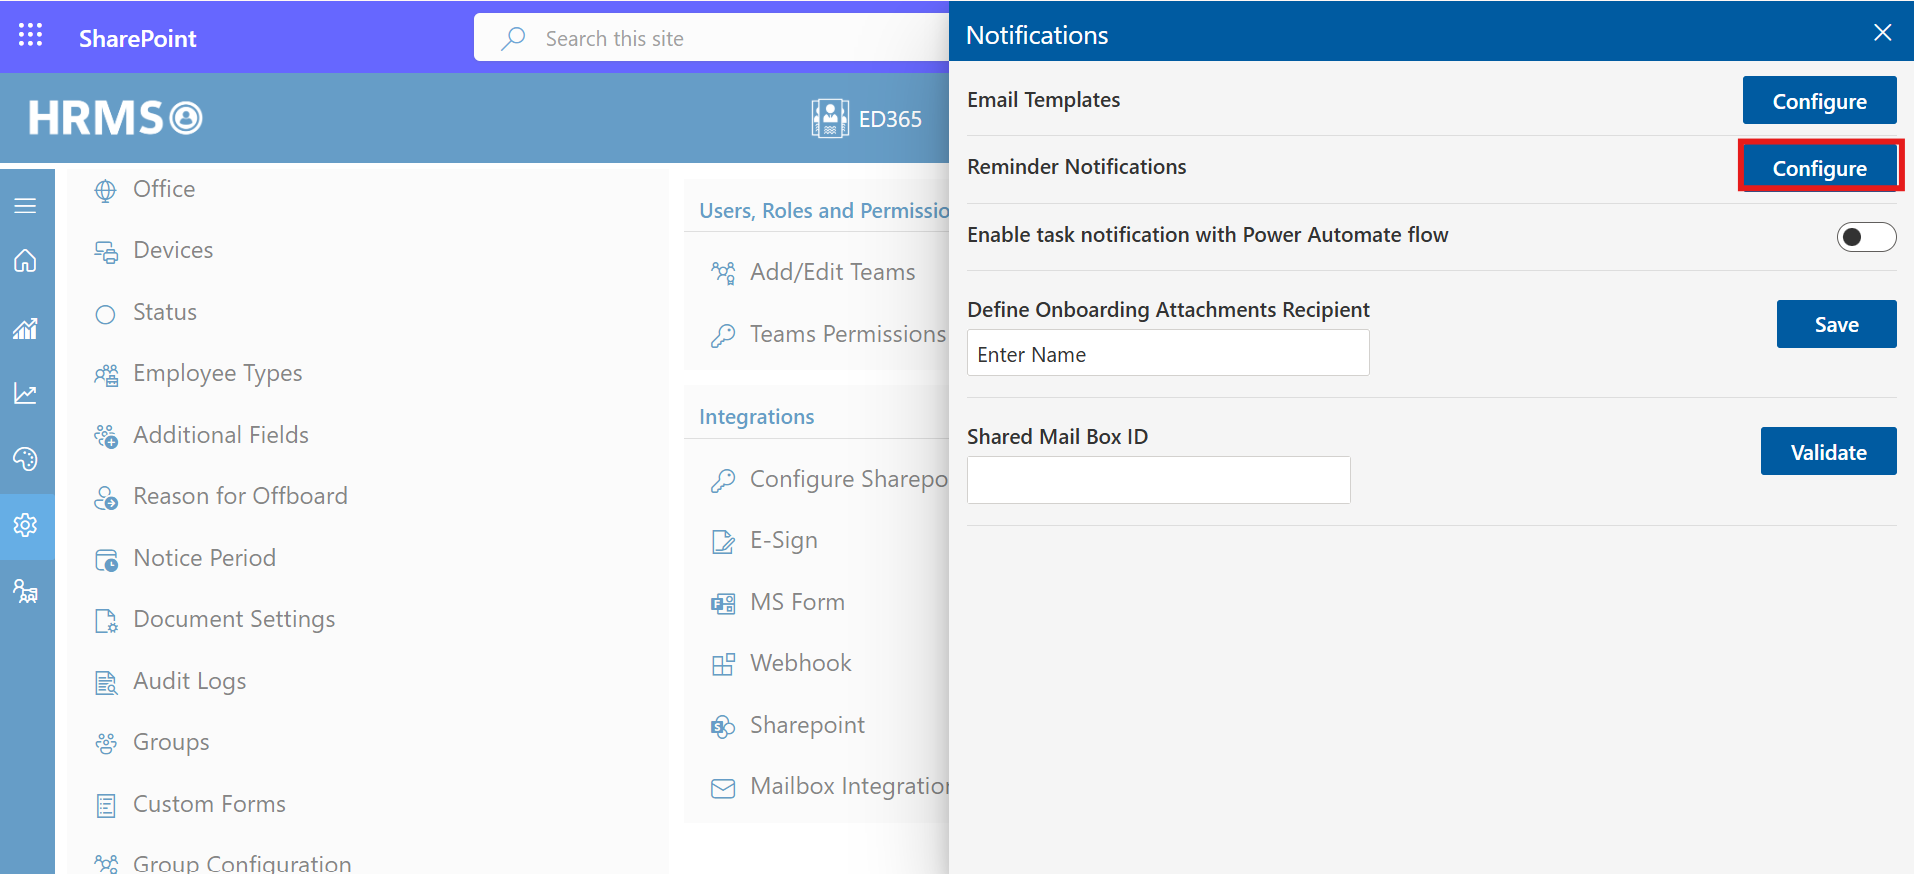 SharePoint
Search this site
HRMS
ED365
Office
Devices
Status
Employee Types
Additional Fields
Reason for Offboard
Notice Period
Document Settings
Audit Logs
Groups
Custom Forms
Group Configuration
Users, Roles and Permissio
Add/Edit Teams
Teams Permissions
Integrations
Configure Sharepo
E-Sign
MS Form
Webhook
Sharepoint
Mailbox Integration
Notifications
Email Templates
Configure
Reminder Notifications
Configure
Enable task notification with Power Automate flow
Define Onboarding Attachments Recipient
Enter Name
Save
Shared Mail Box ID
Validate